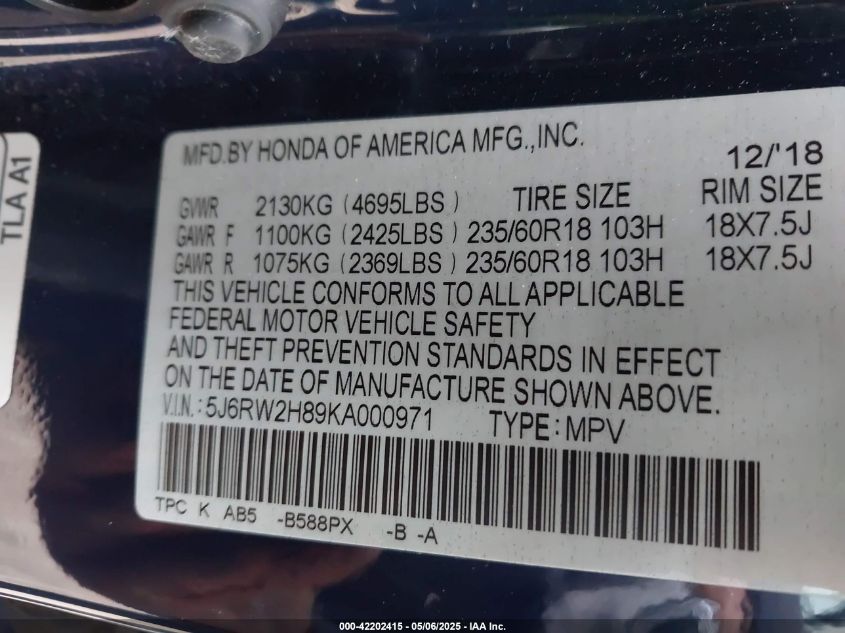 TLA A1
MFD.BY HONDA OF AMERICA MFG.,INC. 12/'18
GVWR 2130KG (4695LBS) TIRE SIZE RIM SIZE
GAWR F 1100KG (2425LBS) 235/60R18 103H 18X7.5J
GAWR R 1075KG (2369LBS) 235/60R18 103H 18X7.5J
THIS VEHICLE CONFORMS TO ALL APPLICABLE
FEDERAL MOTOR VEHICLE SAFETY
AND THEFT PREVENTION STANDARDS IN EFFECT
ON THE DATE OF MANUFACTURE SHOWN ABOVE.
V.I.N.: 5J6RW2H89KA000971 TYPE: MPV
TPC K AB5 -B588PX -B -A
000-42202415 - 05/06/2025 - IAA Inc.